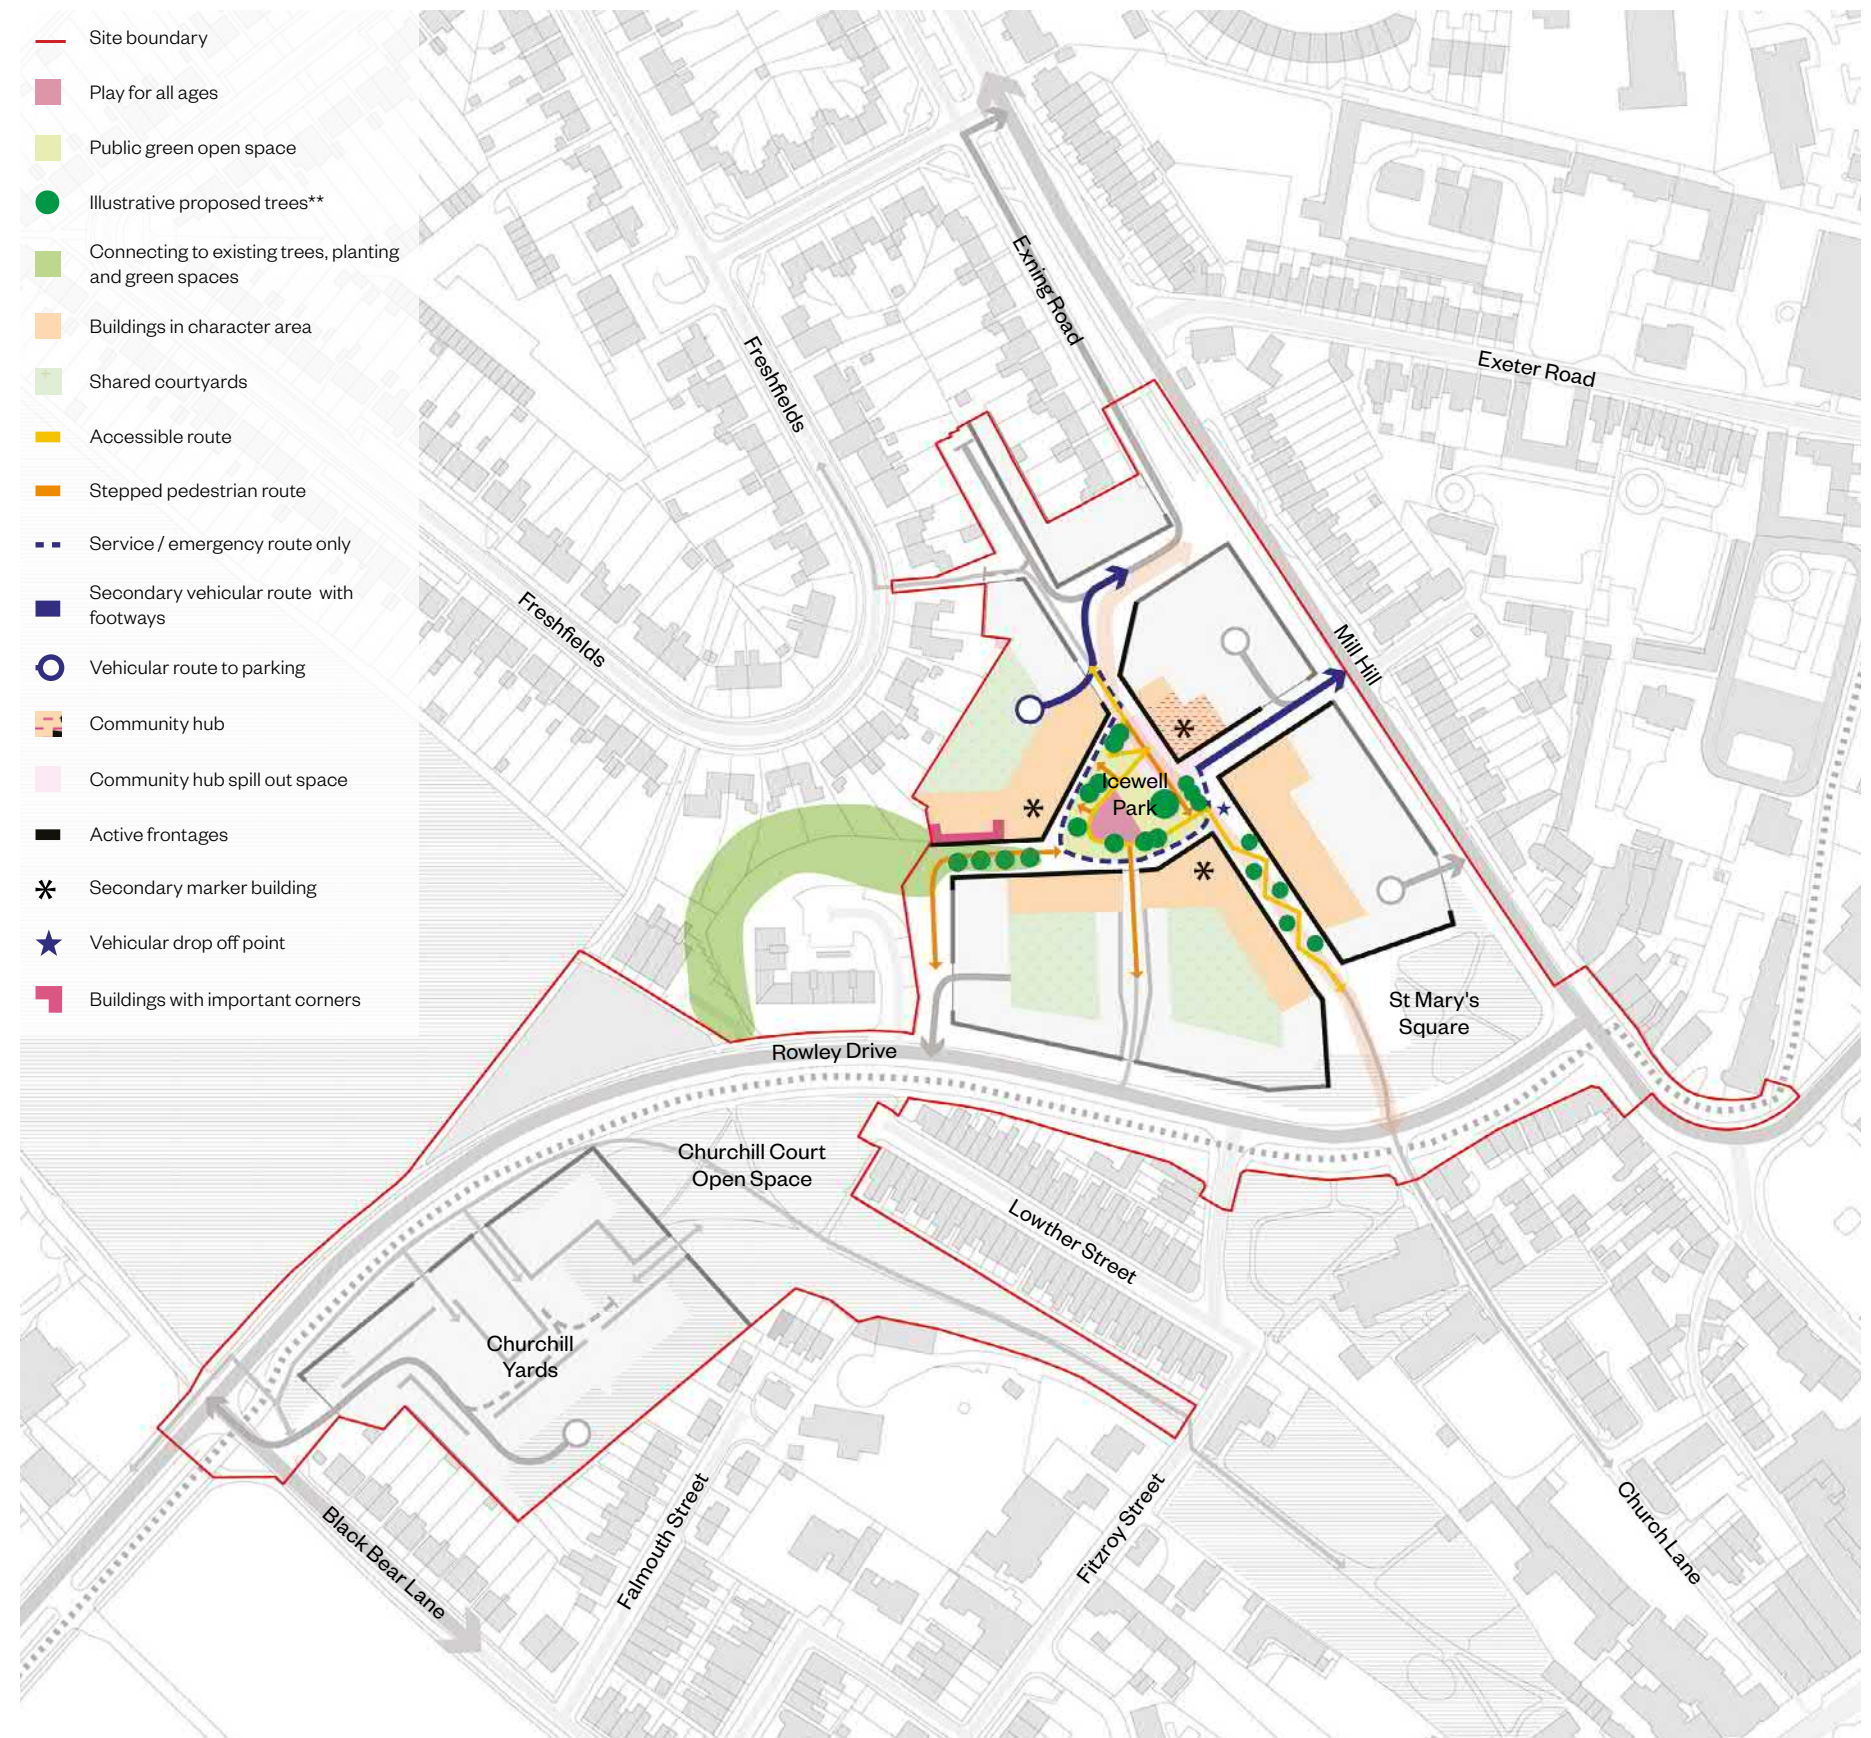 Site boundary
Play for all ages
Public green open space
Illustrative proposed trees**
Connecting to existing trees, planting
and green spaces
Buildings in character area
Shared courtyards
Accessible route
Stepped pedestrian route
Service / emergency route only
Secondary vehicular route with
footways
Vehicular route to parking
Community hub
Community hub spill out space
Active frontages
Secondary marker building
Vehicular drop off point
Buildings with important corners
Exning Road
Freshfields
Exeter Road
Freshfields
Mill Hill
Icewell
Park
St Mary's
Square
Rowley Drive
Churchill Court
Open Space
Lowther Street
Churchill
Yards
Black Bear Lane
Falmouth Street
Fitzroy Street
Church Lane